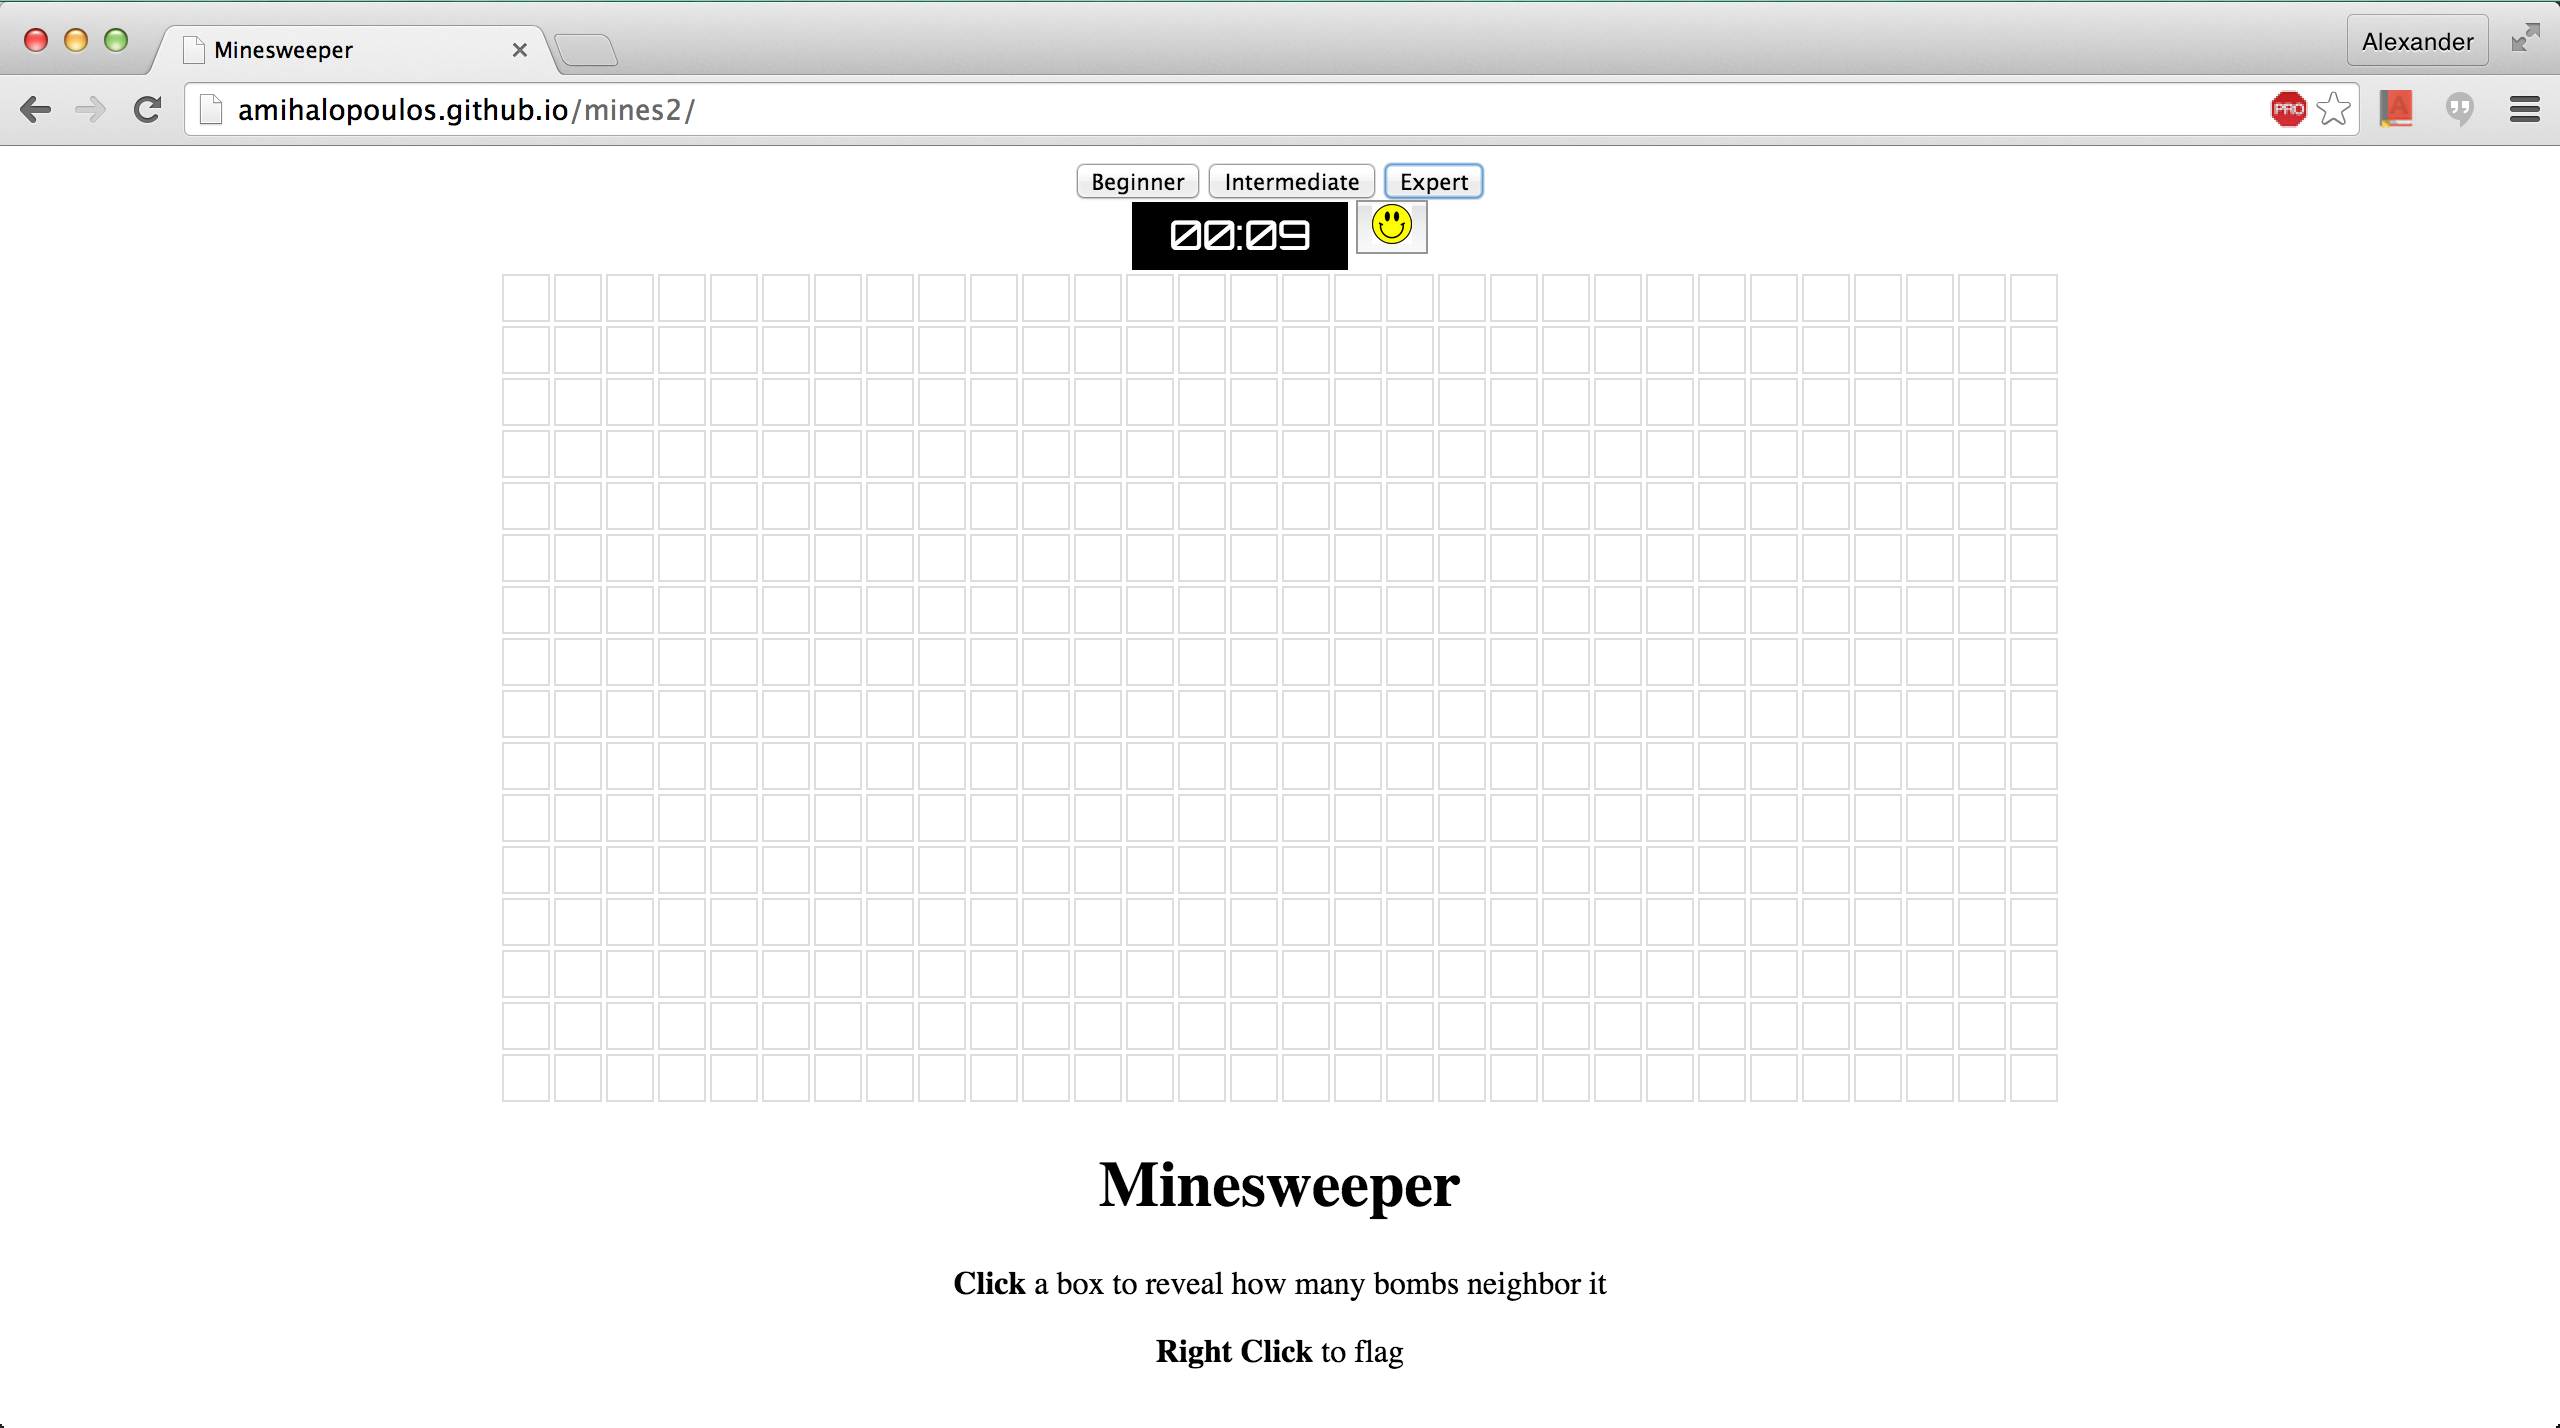 Minesweeper
Alexander
amihalopoulos.github.io/mines2/
PRO
A
Beginner Intermediate Expert
00:09
Minesweeper
Click a box to reveal how many bombs neighbor it
Right Click to flag